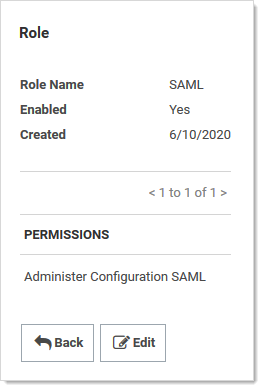 Role
Role Name SAML
Enabled Yes
Created 6/10/2020
< 1 to 1 of 1 >
PERMISSIONS
Administer Configuration SAML
Back Edit